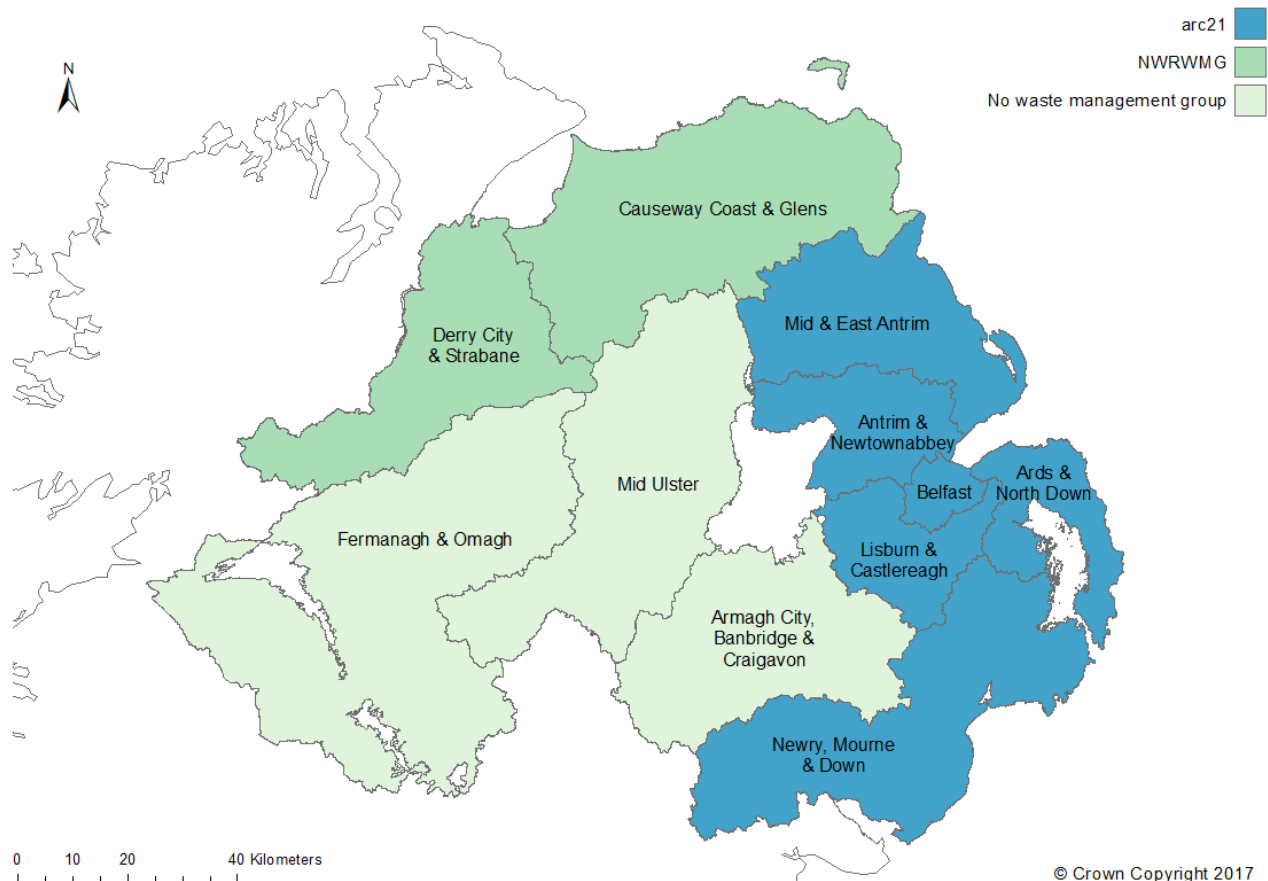 arc21
NWRWMG
No waste management group
N
Causeway Coast & Glens
Mid & East Antrim
Derry City
& Strabane
Antrim &
Newtownabbey
Ards &
North Down
Belfast
Mid Ulster
Fermanagh & Omagh
Lisburn &
Castlereagh
Armagh City,
Banbridge &
Craigavon
Newry, Mourne
& Down
0 10 20 40 Kilometers
© Crown Copyright 2017